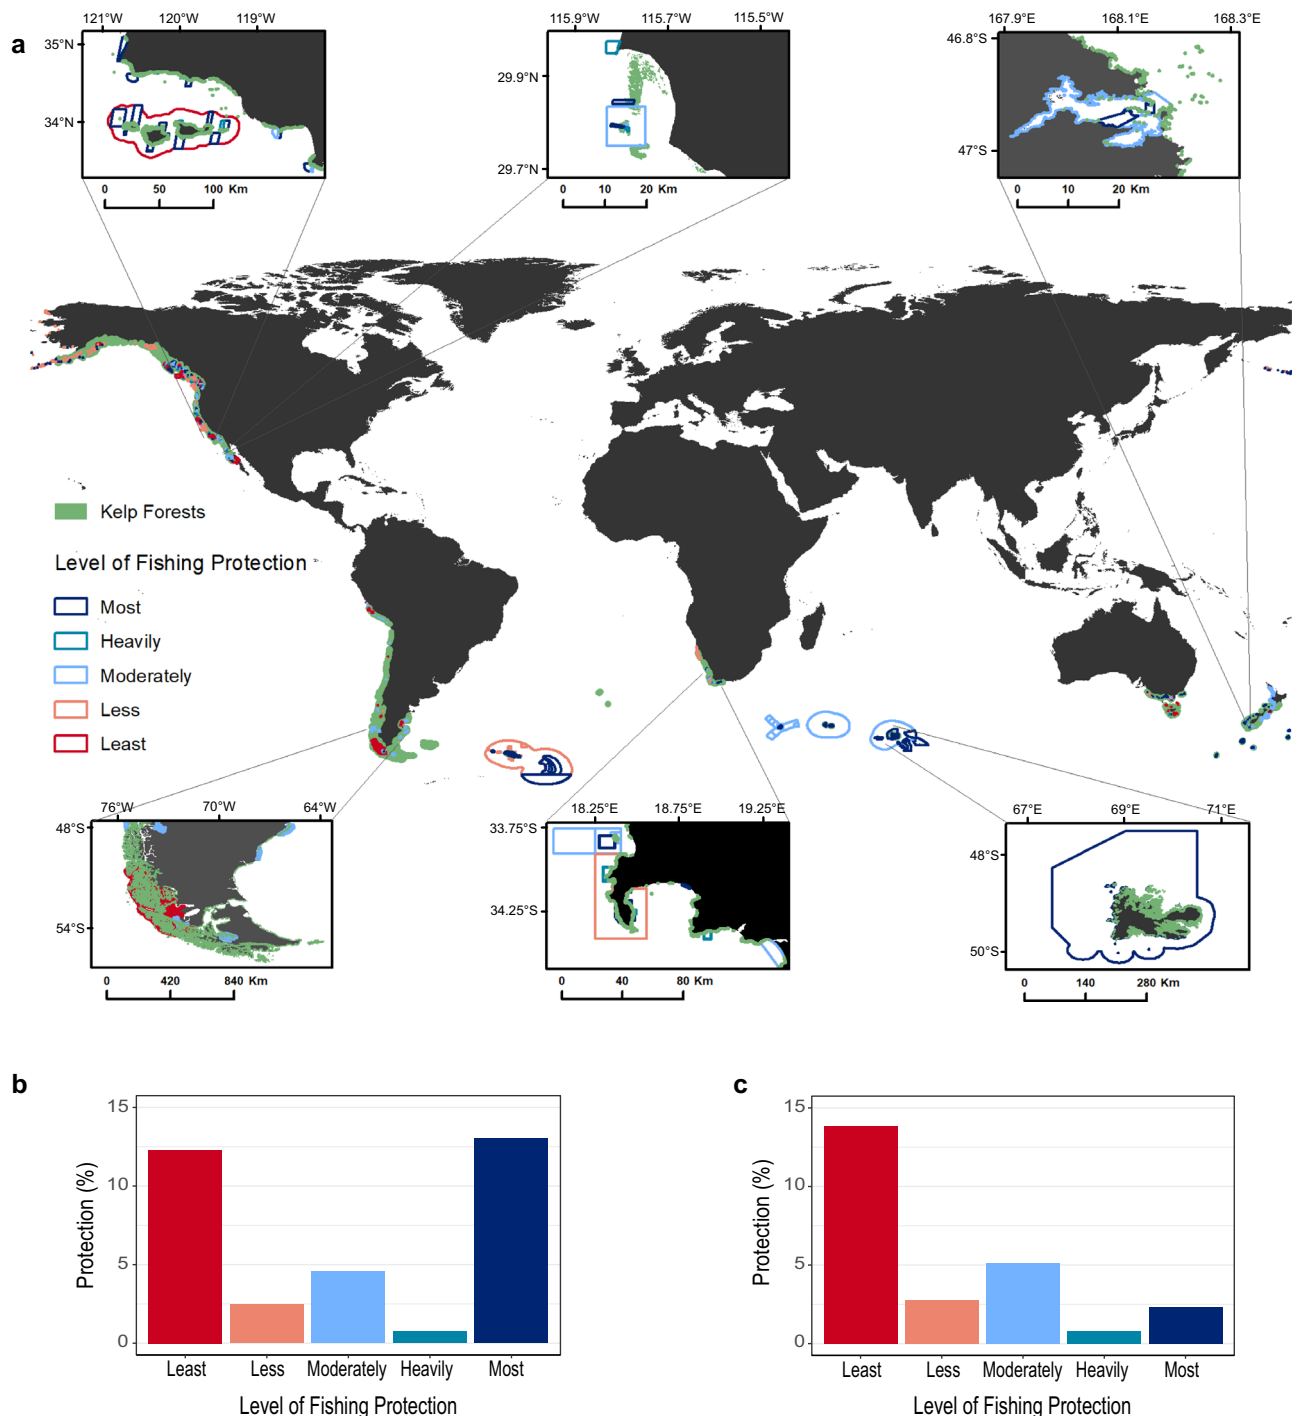 a
121°W 120°W 119°W
35°N
34°N
0 50 100 Km
115.9°W 115.7°W 115.5°W
29.9°N
29.7°N
0 10 20 Km
167.9°E 168.1°E 168.3°E
46.8°S
47°S
0 10 20 Km
Kelp Forests
Level of Fishing Protection
Most
Heavily
Moderately
Less
Least
76°W 70°W 64°W
48°S
54°S
0 420 840 Km
18.25°E 18.75°E 19.25°E
33.75°S
34.25°S
0 40 80 Km
67°E 69°E 71°E
48°S
50°S
0 140 280 Km
b
Protection (%)
15
10
5
0
Least Less Moderately Heavily Most
Level of Fishing Protection
c
Protection (%)
15
10
5
0
Least Less Moderately Heavily Most
Level of Fishing Protection